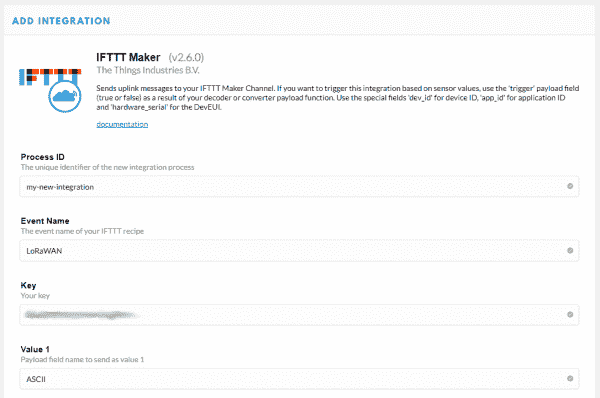 ADD INTEGRATION
IFTTT
IFTTT Maker (v2.6.0)
The Things Industries B.V.
Sends uplink messages to your IFTTT Maker Channel. If you want to trigger this integration based on sensor values, use the 'trigger' payload field
(true or false) as a result of your decoder or converter payload function. Use the special fields 'dev_id' for device ID, 'app_id' for application ID
and 'hardware_serial' for the DevEUI.
documentation
Process ID
The unique identifier of the new integration process
my-new-integration
Event Name
The event name of your IFTTT recipe
LoRaWAN
Key
Your key
Value 1
Payload field name to send as value 1
ASCII